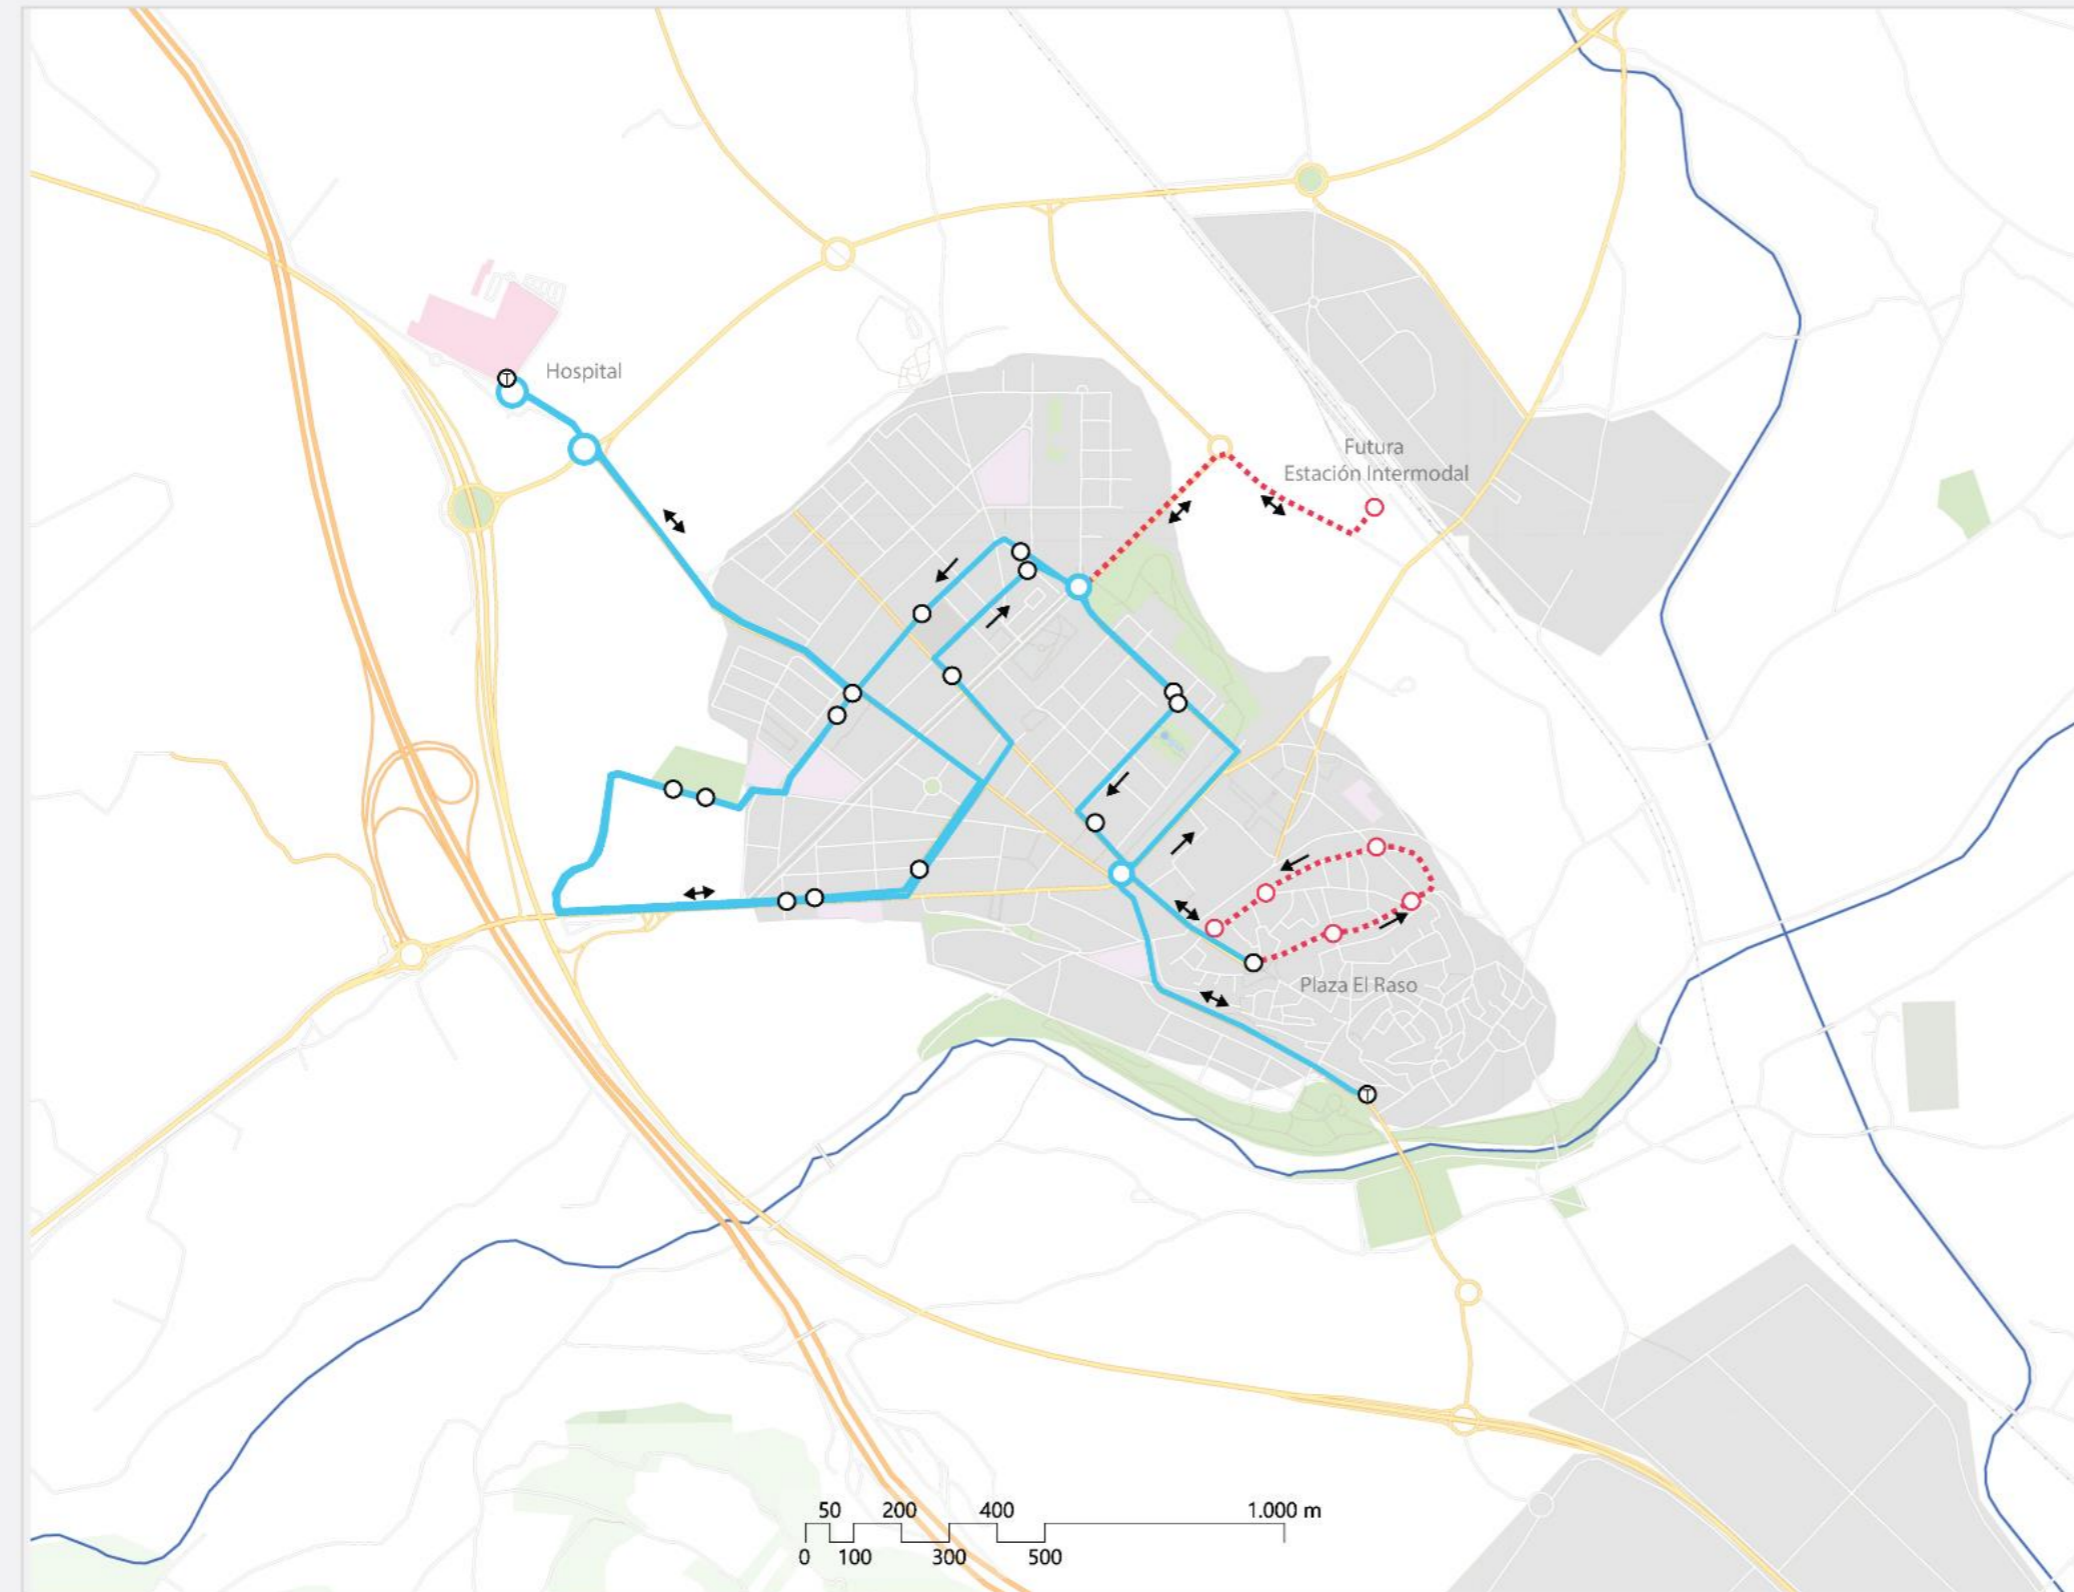 Hospital
T
Futura
Estación Intermodal
Plaza El Raso
T
50 200 400 1.000 m
0 100 300 500